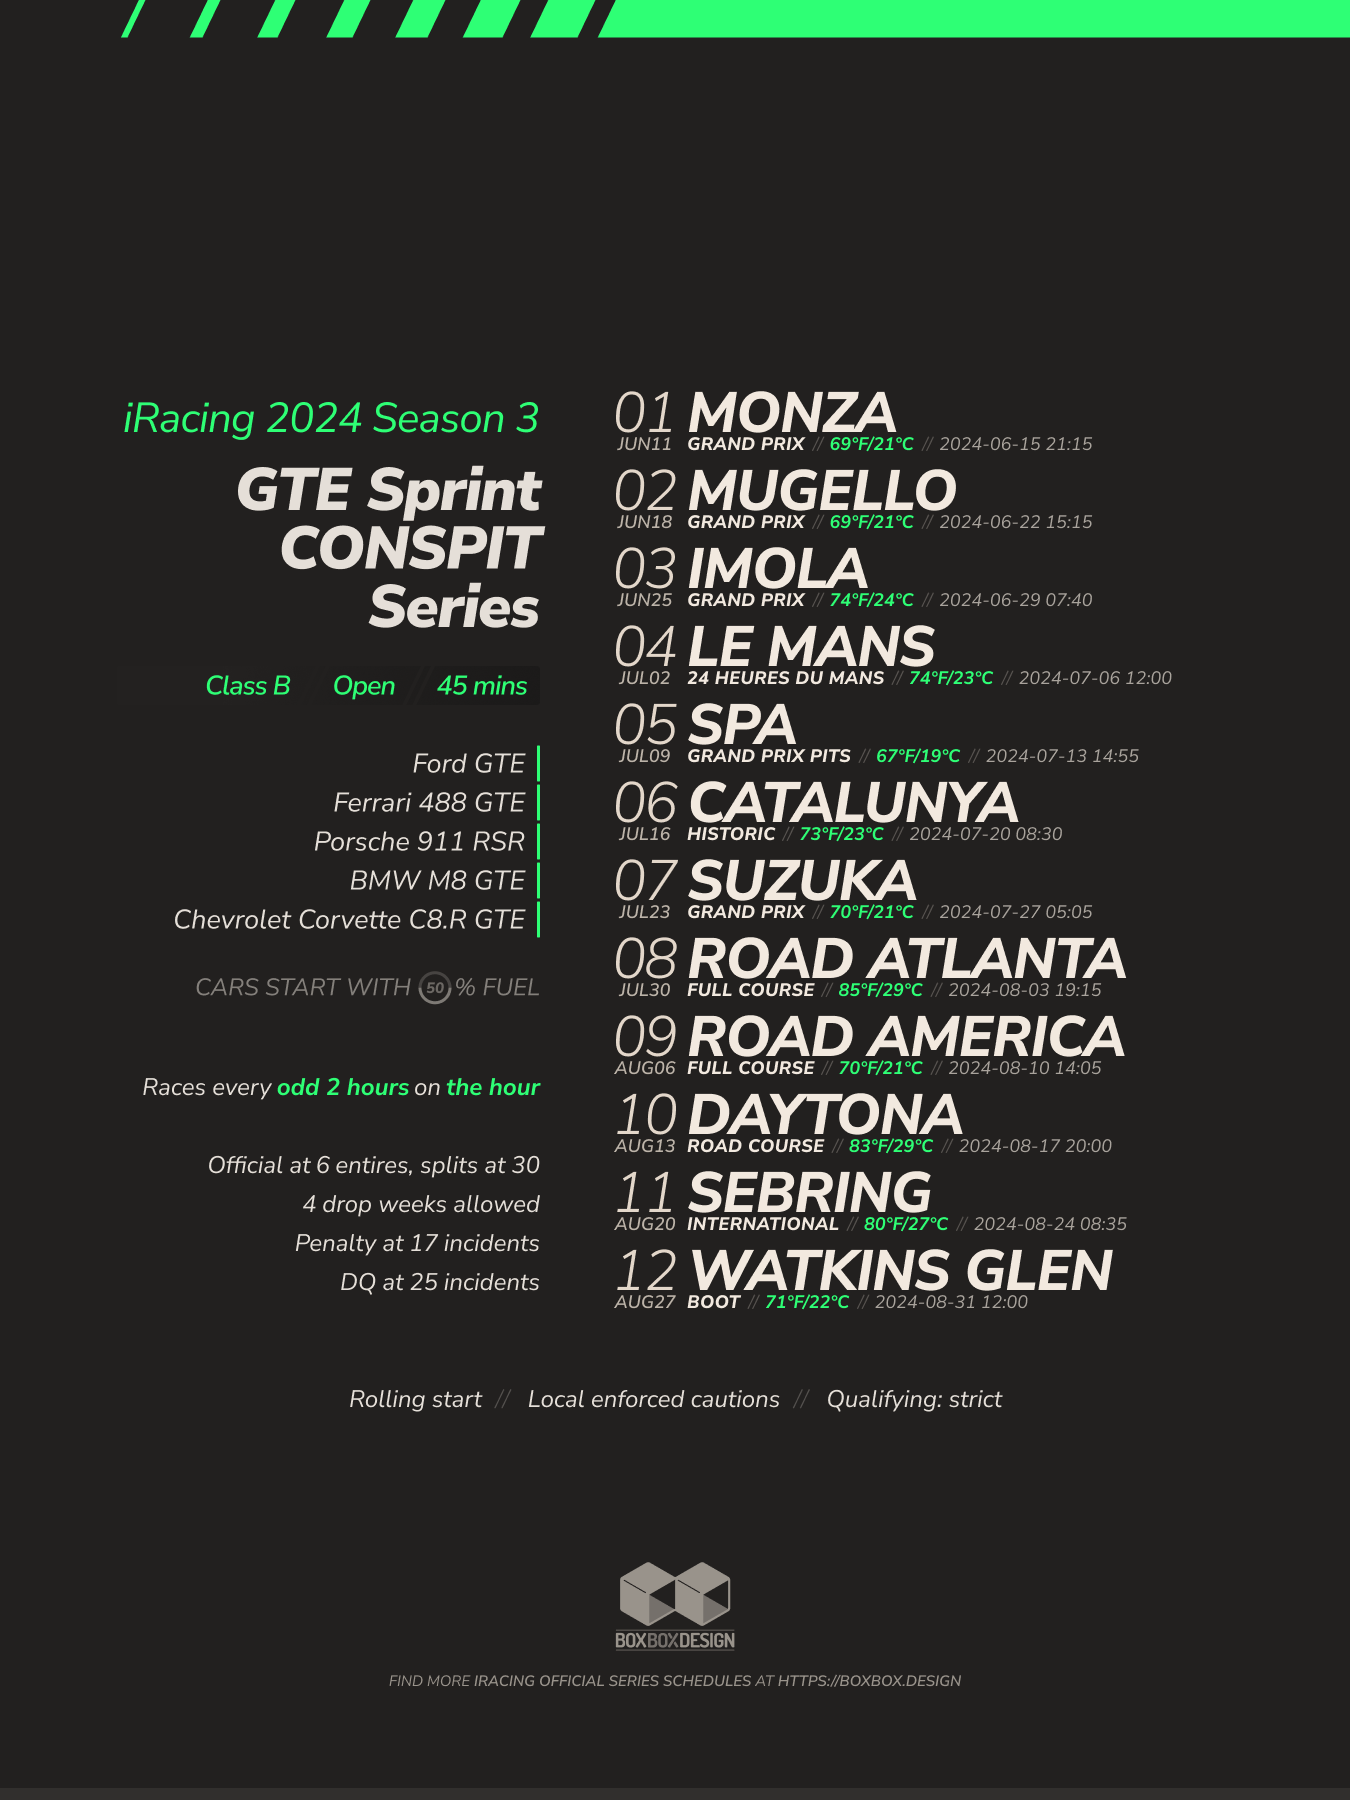 iRacing 2024 Season 3
GTE Sprint
CONSPIT
Series
Class B Open // 45 mins
Ford GTE
Ferrari 488 GTE
Porsche 911 RSR
BMW M8 GTE
Chevrolet Corvette C8.R GTE
CARS START WITH 50 % FUEL
Races every odd 2 hours on the hour
Official at 6 entires, splits at 30
4 drop weeks allowed
Penalty at 17 incidents
DQ at 25 incidents
01 MONZA
JUN11 GRAND PRIX // 69°F/21°C // 2024-06-15 21:15
02 MUGELLO
JUN18 GRAND PRIX // 69°F/21°C // 2024-06-22 15:15
03 IMOLA
JUN25 GRAND PRIX // 74°F/24°C // 2024-06-29 07:40
04 LE MANS
JUL02 24 HEURES DU MANS // 74°F/23°C // 2024-07-06 12:00
05 SPA
JUL09 GRAND PRIX PITS // 67°F/19°C // 2024-07-13 14:55
06 CATALUNYA
JUL16 HISTORIC // 73°F/23°C // 2024-07-20 08:30
07 SUZUKA
JUL23 GRAND PRIX // 70°F/21°C // 2024-07-27 05:05
08 ROAD ATLANTA
JUL30 FULL COURSE // 85°F/29°C // 2024-08-03 19:15
09 ROAD AMERICA
AUG06 FULL COURSE // 70°F/21°C // 2024-08-10 14:05
10 DAYTONA
AUG13 ROAD COURSE // 83°F/29°C // 2024-08-17 20:00
11 SEBRING
AUG20 INTERNATIONAL // 80°F/27°C // 2024-08-24 08:35
12 WATKINS GLEN
AUG27 BOOT // 71°F/22°C // 2024-08-31 12:00
Rolling start // Local enforced cautions // Qualifying: strict
BOXBOXDESIGN
FIND MORE IRACING OFFICIAL SERIES SCHEDULES AT HTTPS://BOXBOX.DESIGN